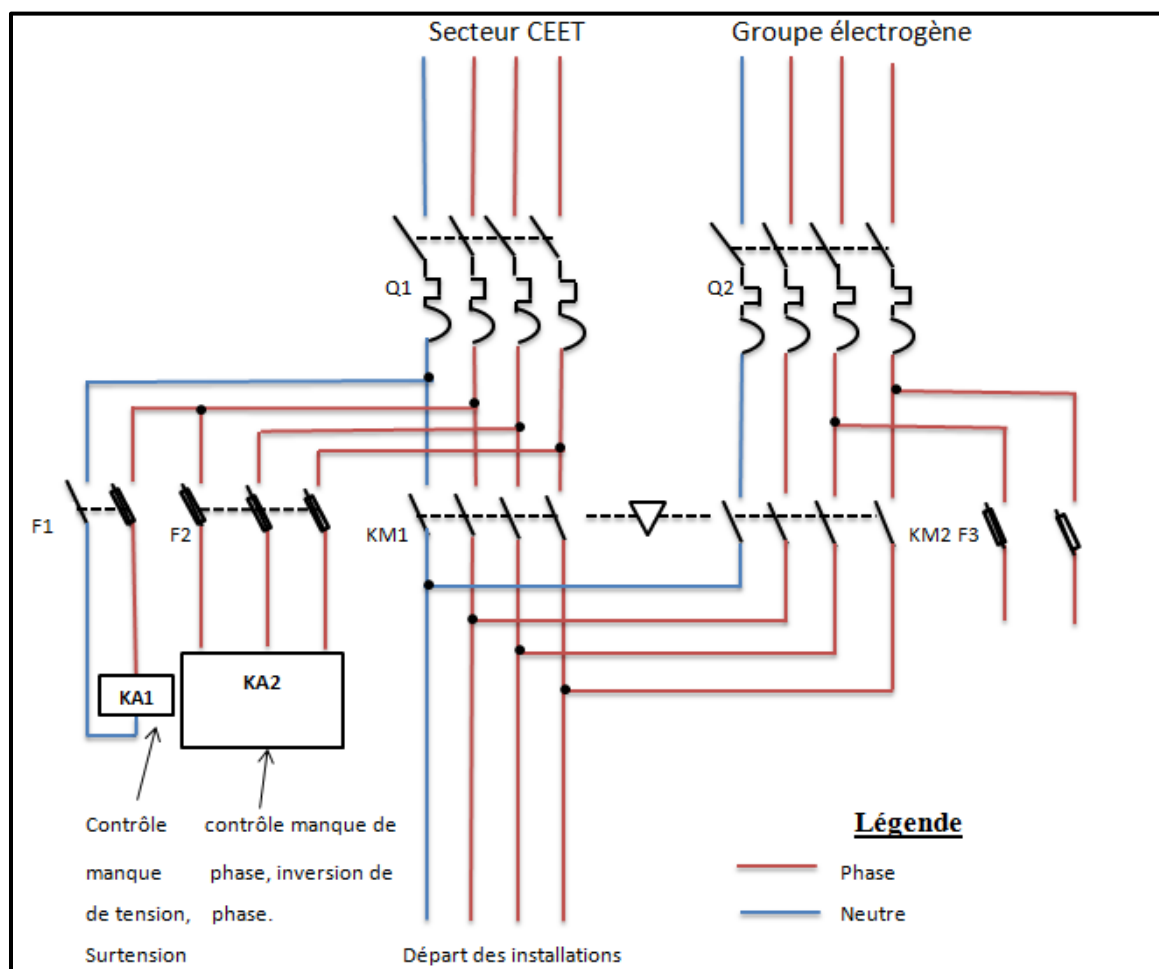 Secteur CEET
Groupe électrogène
Q1
Q2
F1
F2
KM1
KM2 F3
KA1
KA2
Contrôle
manque
de tension,
Surtension
contrôle manque de
phase, inversion de
phase.
Départ des installations
Légende
Phase
Neutre